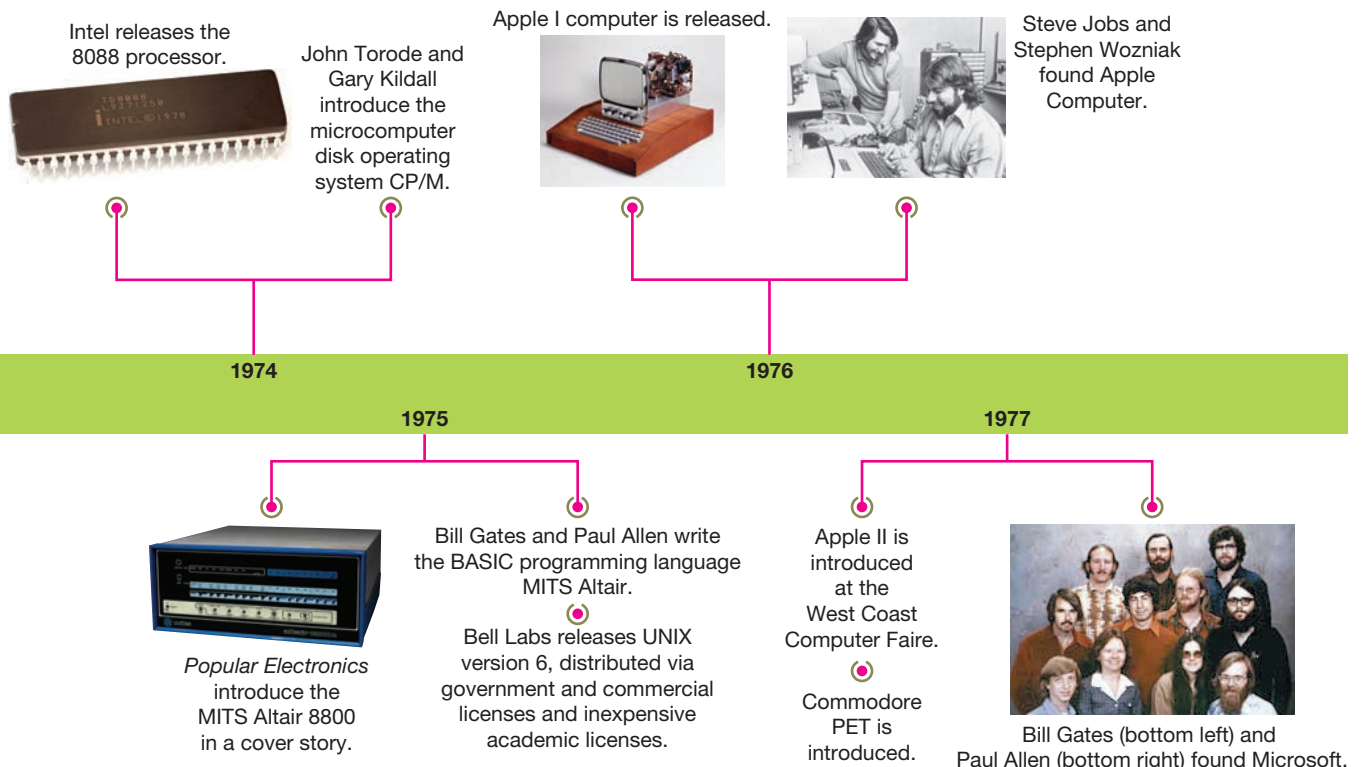 Intel releases the
8088 processor.
John Torode and
Gary Kildall
introduce the
microcomputer
disk operating
system CP/M.
Apple I computer is released.
Steve Jobs and
Stephen Wozniak
found Apple
Computer.
INTEL©1978
1974
1976
1975
1977
Popular Electronics
introduce the
MITS Altair 8800
in a cover story.
Bill Gates and Paul Allen write
the BASIC programming language
MITS Altair.
Bell Labs releases UNIX
version 6, distributed via
government and commercial
licenses and inexpensive
academic licenses.
Apple II is
introduced
at the
West Coast
Computer Faire.
Commodore
PET is
introduced.
Bill Gates (bottom left) and
Paul Allen (bottom right) found Microsoft.